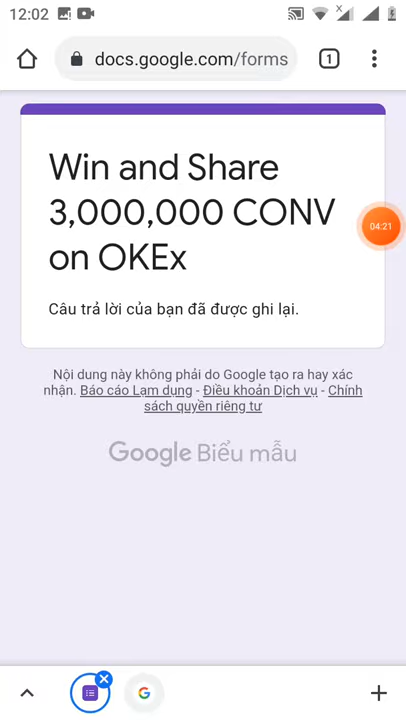 12:02
docs.google.com/forms
1
Win and Share
3,000,000 CONV
on OKEx
04:21
Câu trả lời của bạn đã được ghi lại.
Nội dung này không phải do Google tạo ra hay xác
nhận. Báo cáo Lạm dụng - Điều khoản Dịch vụ - Chính
sách quyền riêng tư
Google Biểu mẫu